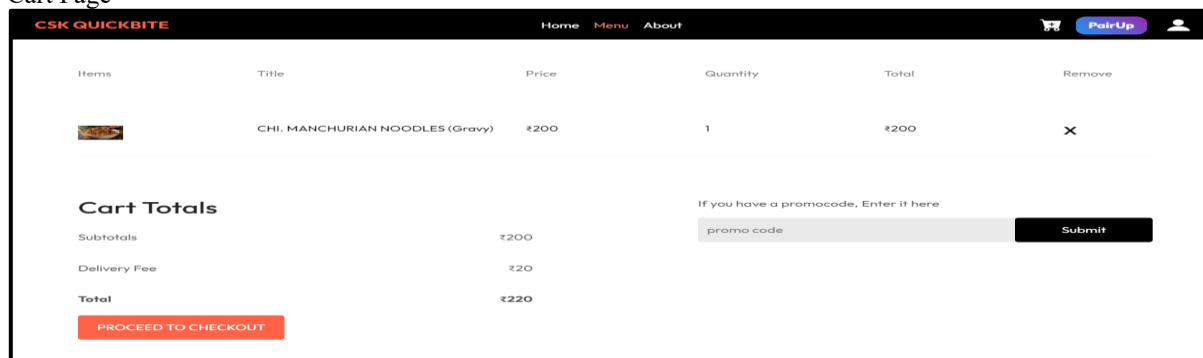 Cart Page
CSK QUICKBITE Home Menu About PairUp
Items Title Price Quantity Total Remove
CHI. MANCHURIAN NOODLES (Gravy) ₹200 1 ₹200 X
Cart Totals
If you have a promocode, Enter it here
Subtotals ₹200
promo code Submit
Delivery Fee ₹20
Total ₹220
PROCEED TO CHECKOUT